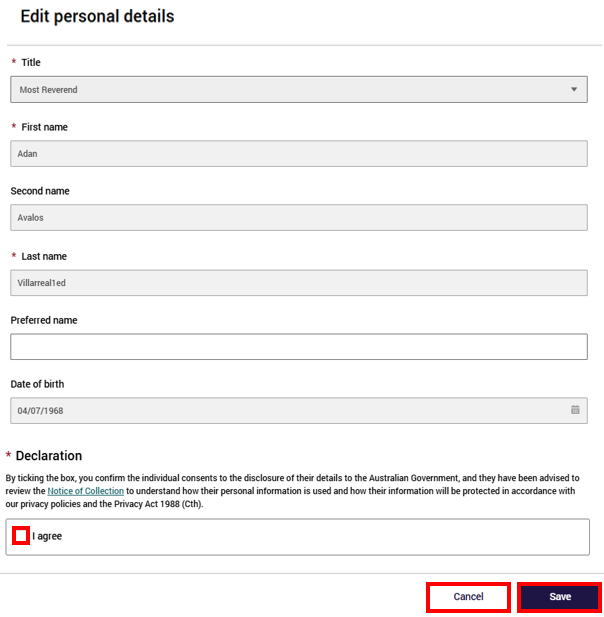 Edit personal details
* Title
Most Reverend
* First name
Adan
Second name
Avalos
* Last name
Villarreal1ed
Preferred name
Date of birth
04/07/1968
* Declaration
By ticking the box, you confirm the individual consents to the disclosure of their details to the Australian Government, and they have been advised to
review the Notice of Collection to understand how their personal information is used and how their information will be protected in accordance with
our privacy policies and the Privacy Act 1988 (Cth).
I agree
Cancel Save